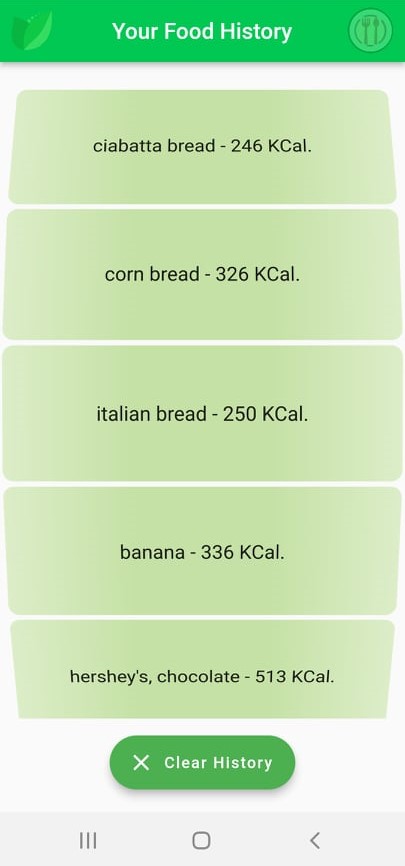 Your Food History
ciabatta bread - 246 KCal.
corn bread - 326 KCal.
italian bread - 250 KCal.
banana - 336 KCal.
hershey's, chocolate - 513 KCal.
Clear History